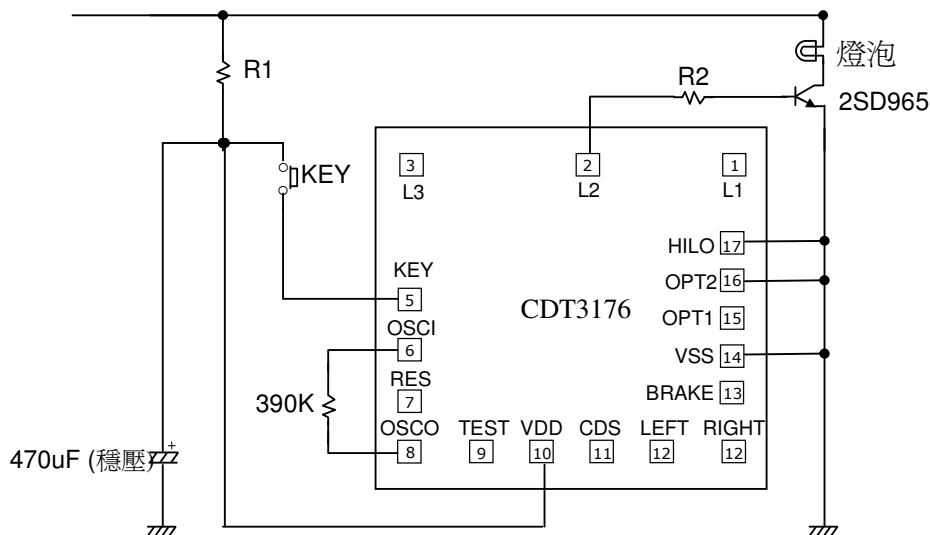 R1
燈泡
R2
2SD965
KEY
3
2
1
L3
L2
L1
HILO 17
KEY
OPT2 16
5
CDT3176
OPT1 15
OSCI
6
VSS 14
RES
390K
7
BRAKE 13
OSCO TEST VDD CDS LEFT RIGHT
8 9 10 11 12 12
+
470uF (穩壓)